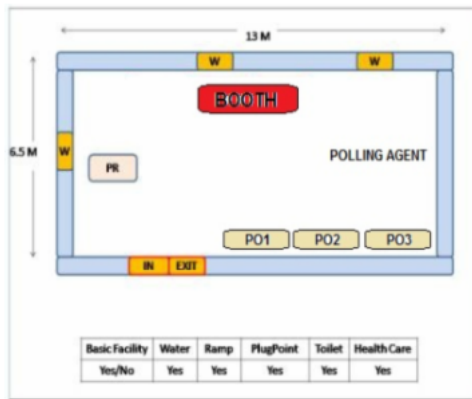 13 M
W W
BOOTH
6.5 M
W
POLLING AGENT
PR
PO1 PO2 PO3
IN EXIT
Basic Facility Water Ramp PlugPoint Toilet Health Care
Yes/No Yes Yes Yes Yes Yes